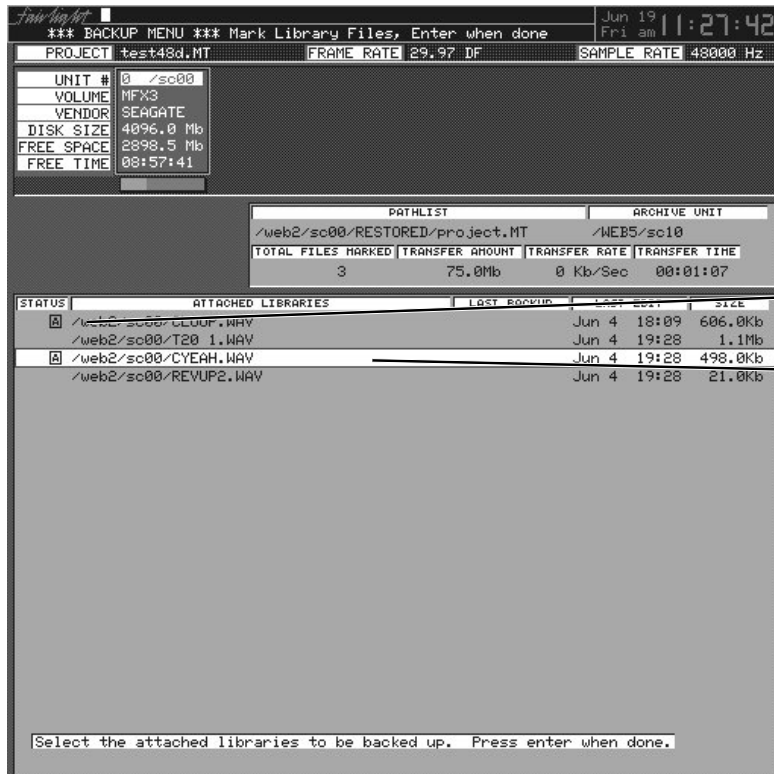 fairlight
*** BACKUP MENU *** Mark Library Files, Enter when done
Jun 19 Fri am 11:27:42
PROJECT test48d.MT FRAME RATE 29.97 DF SAMPLE RATE 48000 Hz
UNIT # 0 /sc00
VOLUME MFX3
VENDOR SEAGATE
DISK SIZE 4096.0 Mb
FREE SPACE 2898.5 Mb
FREE TIME 08:57:41
PATHLIST ARCHIVE UNIT
/web2/sc00/RESTORED/project.MT /WEB5/sc10
TOTAL FILES MARKED TRANSFER AMOUNT TRANSFER RATE TRANSFER TIME
3 75.0Mb 0 Kb/Sec 00:01:07
STATUS ATTACHED LIBRARIES LAST BACKUP LAST EDIT SIZE
A /web2/sc00/CLOOP.WAV Jun 4 18:09 606.0Kb
/web2/sc00/T20 1.WAV Jun 4 19:28 1.1Mb
A /web2/sc00/CYEAH.WAV Jun 4 19:28 498.0Kb
/web2/sc00/REVUP2.WAV Jun 4 19:28 21.0Kb
Select the attached libraries to be backed up. Press enter when done.